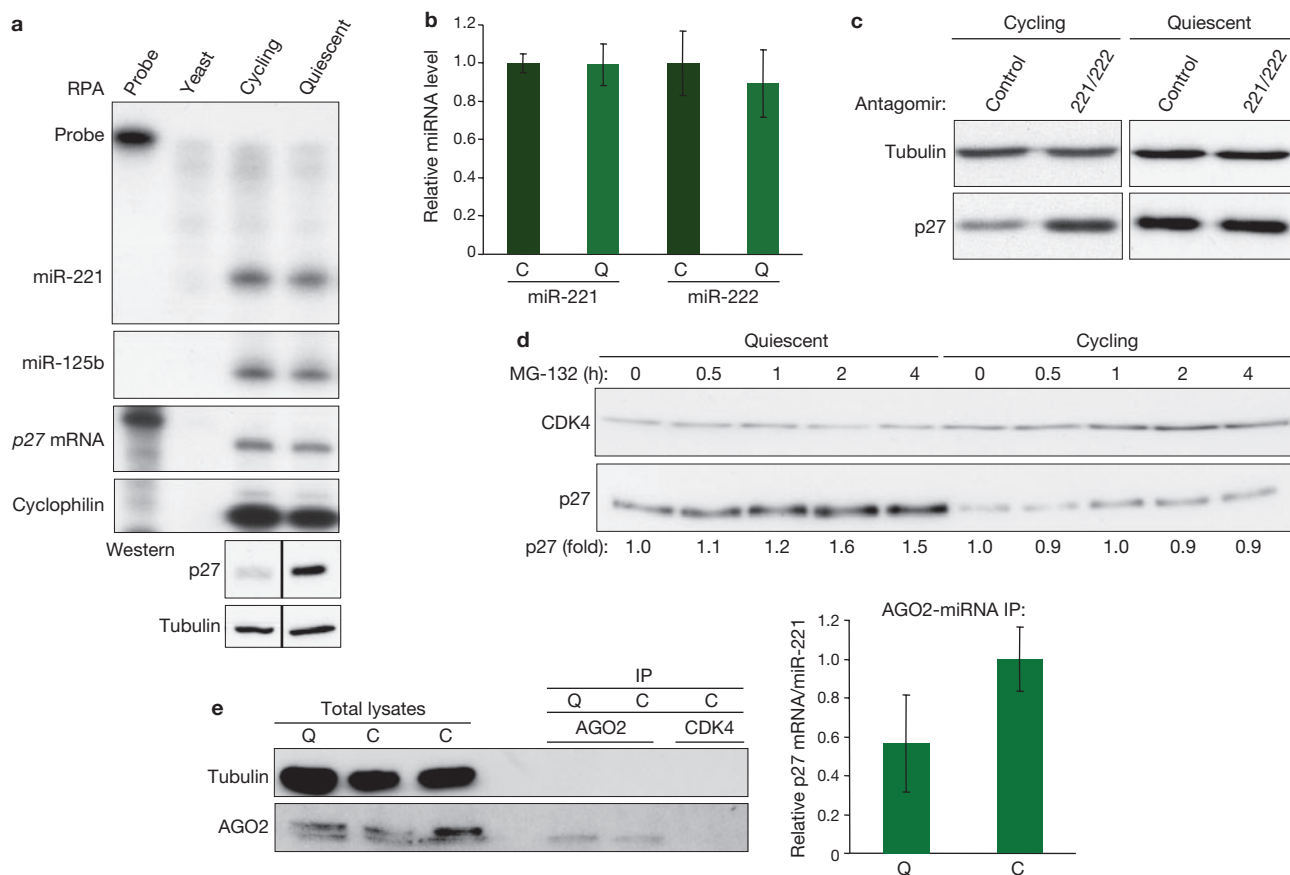 a
RPA
Probe
Yeast
Cycling
Quiescent
Probe
miR-221
miR-125b
p27 mRNA
Cyclophilin
Western
p27
Tubulin
b
Relative miRNA level
1.4
1.2
1.0
0.8
0.6
0.4
0.2
0
C Q C Q
miR-221 miR-222
c
Cycling Quiescent
Antagomir: Control 221/222 Control 221/222
Tubulin
p27
d
Quiescent Cycling
MG-132 (h): 0 0.5 1 2 4 0 0.5 1 2 4
CDK4
p27
p27 (fold): 1.0 1.1 1.2 1.6 1.5 1.0 0.9 1.0 0.9 0.9
e
IP
Total lysates Q C C
Q C C AGO2 CDK4
Tubulin
AGO2
AGO2-miRNA IP:
Relative p27 mRNA/miR-221
1.2
1.0
0.8
0.6
0.4
0.2
0
Q C